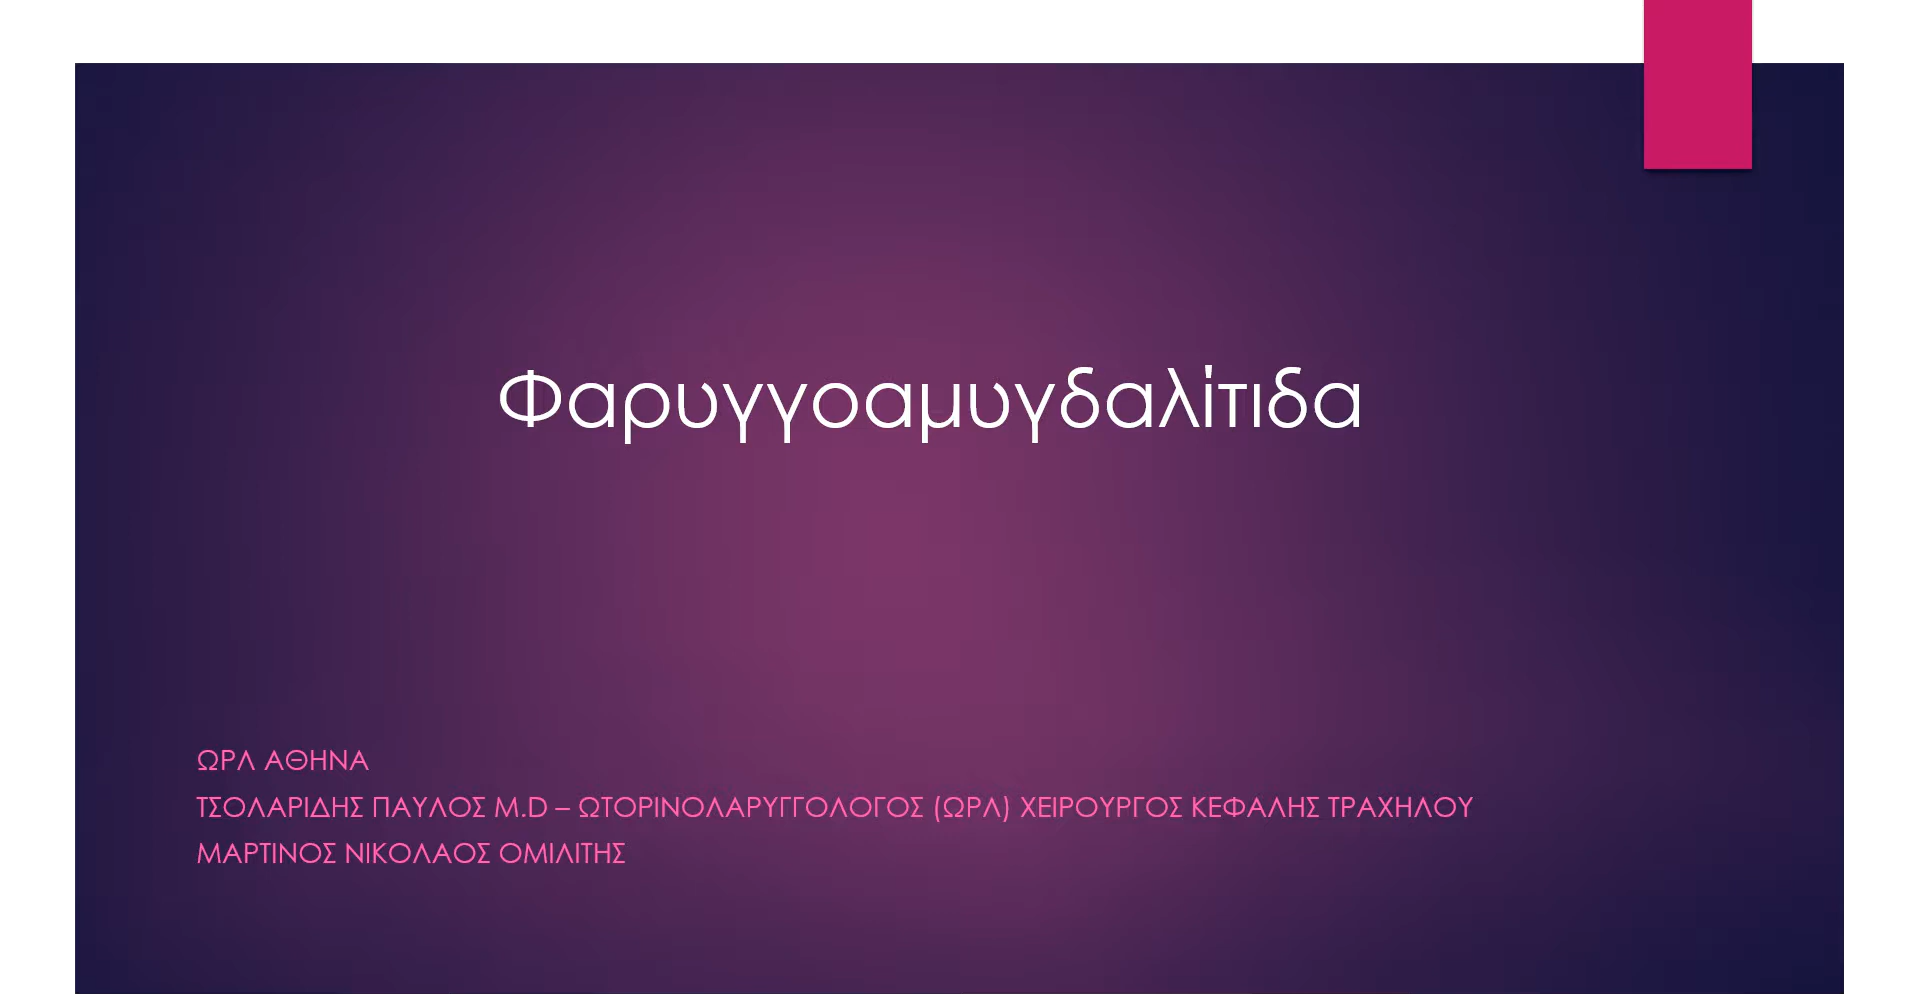 Φαρυγγοαμυγδαλίτιδα
ΩΡΛ ΑΘΗΝΑ
ΤΣΟΛΑΡΙΔΗΣ ΠΑΥΛΟΣ M.D – ΩΤΟΡΙΝΟΛΑΡΥΓΓΟΛΟΓΟΣ (ΩΡΛ) ΧΕΙΡΟΥΡΓΟΣ ΚΕΦΑΛΗΣ ΤΡΑΧΗΛΟΥ
ΜΑΡΤΙΝΟΣ ΝΙΚΟΛΑΟΣ ΟΜΙΛΙΤΗΣ